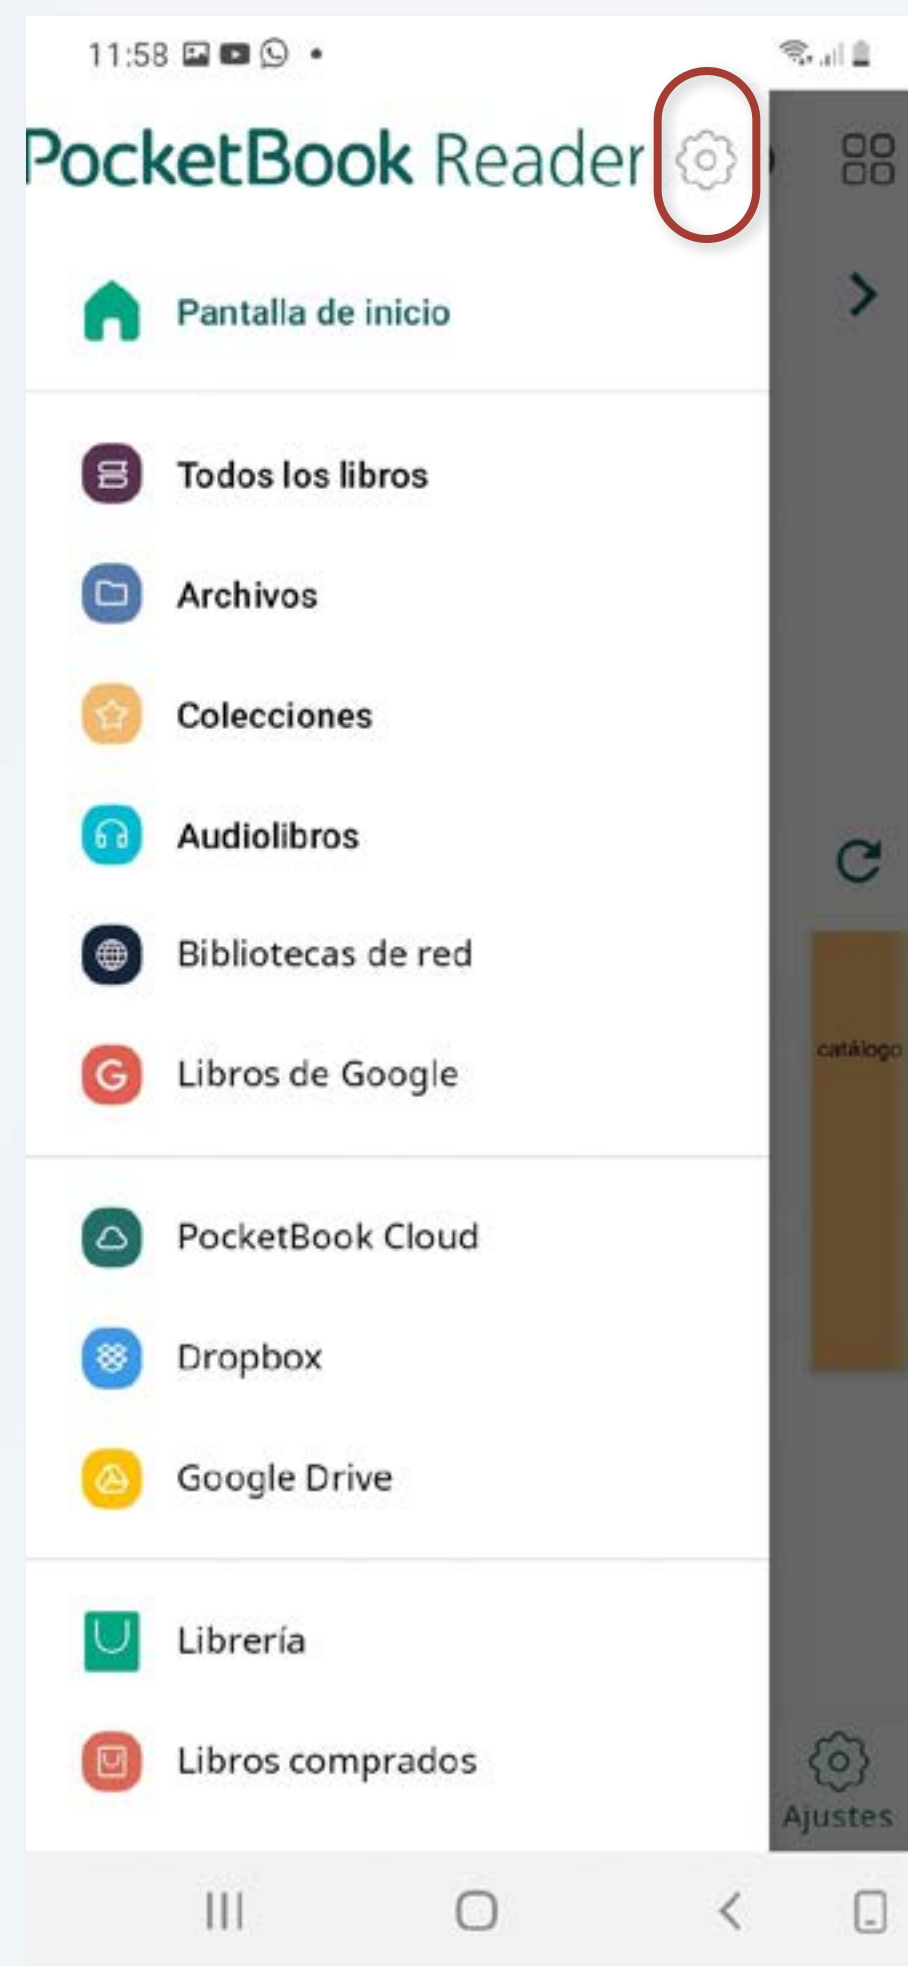 11:58
PocketBook Reader
Pantalla de inicio
Todos los libros
Archivos
Colecciones
Audiolibros
Bibliotecas de red
catálogo
Libros de Google
PocketBook Cloud
Dropbox
Google Drive
Librería
Libros comprados
Ajustes